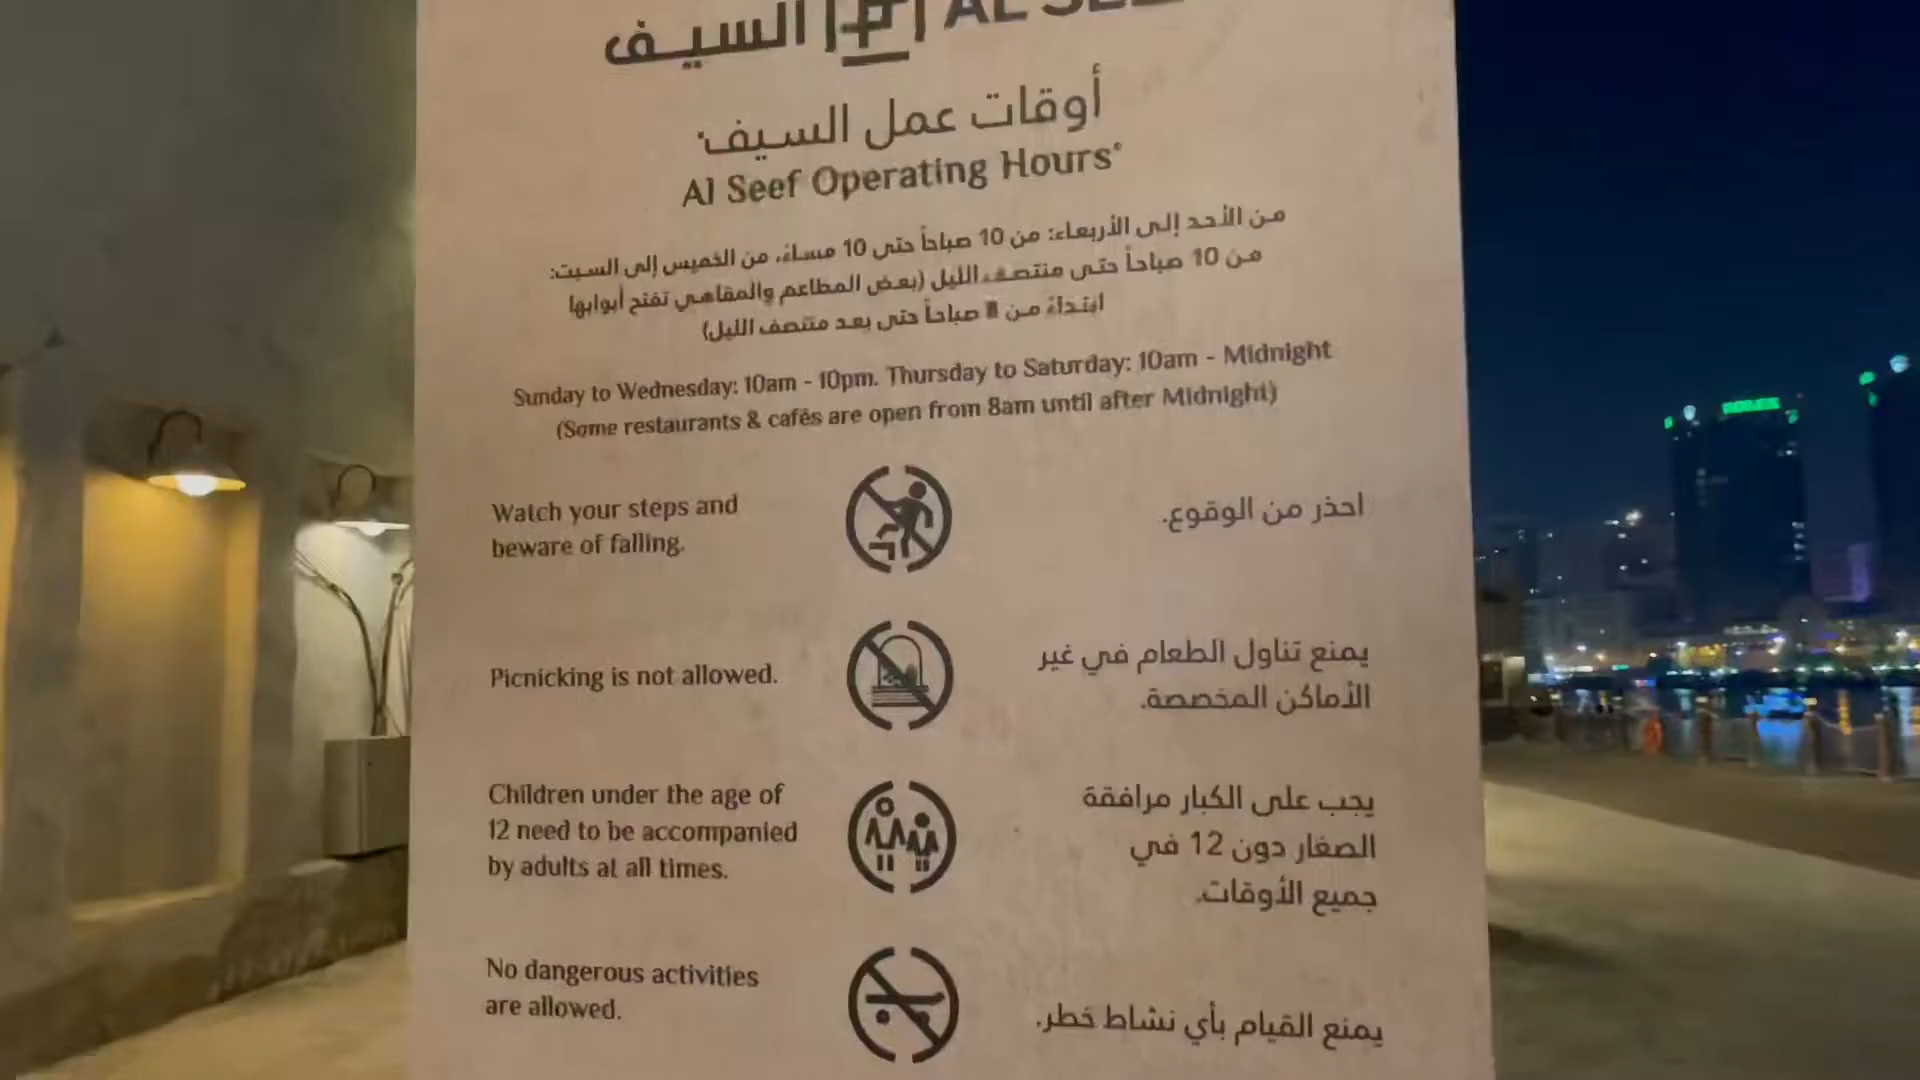 السيف AL SEEF
أوقات عمل السيف*
Al Seef Operating Hours*
من الأحد إلى الأربعاء: من 10 صباحاً حتى 10 مساءً، من الخميس إلى السبت:
من 10 صباحاً حتى منتصف الليل (بعض المطاعم والمقاهي تفتح أبوابها
ابتداءً من 8 صباحاً حتى بعد منتصف الليل)
Sunday to Wednesday: 10am - 10pm. Thursday to Saturday: 10am - Midnight
(Some restaurants & cafés are open from 8am until after Midnight)
Watch your steps and
beware of falling.
احذر من الوقوع.
Picnicking is not allowed.
يمنع تناول الطعام في غير
الأماكن المخصصة.
Children under the age of
12 need to be accompanied
by adults at all times.
يجب على الكبار مرافقة
الصغار دون 12 في
جميع الأوقات.
No dangerous activities
are allowed.
يمنع القيام بأي نشاط خطر.
ROLEX